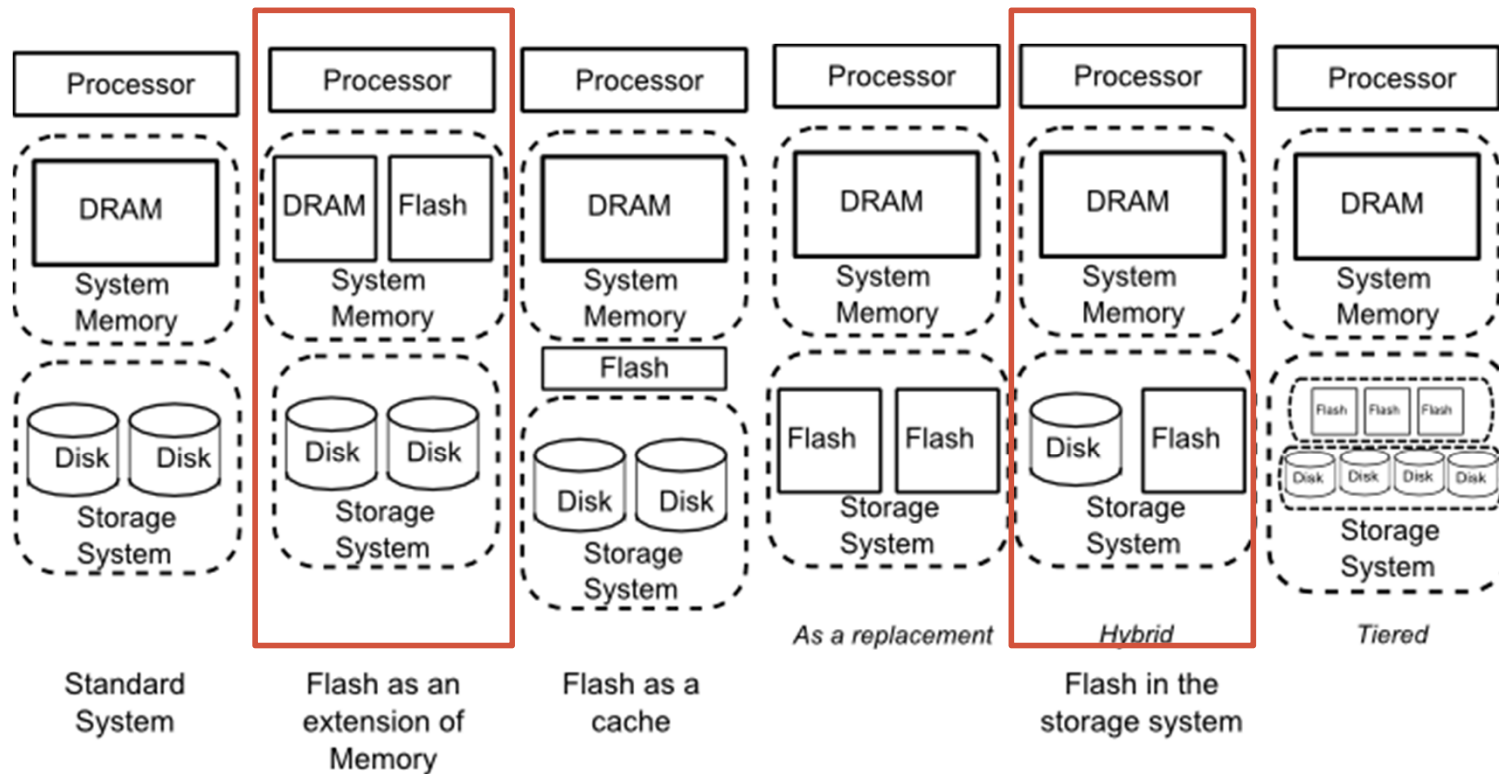 Processor
DRAM
System
Memory
Disk
Disk
Storage
System
Standard
System
Processor
DRAM
Flash
System
Memory
Disk
Disk
Storage
System
Flash as an
extension of
Memory
Processor
DRAM
System
Memory
Flash
Disk
Disk
Storage
System
Flash as a
cache
Processor
DRAM
System
Memory
Flash
Flash
Storage
System
As a replacement
Processor
DRAM
System
Memory
Disk
Flash
Storage
System
Hybrid
Processor
DRAM
System
Memory
Flash
Flash
Flash
Disk
Disk
Disk
Disk
Storage
System
Tiered
Flash in the
storage system